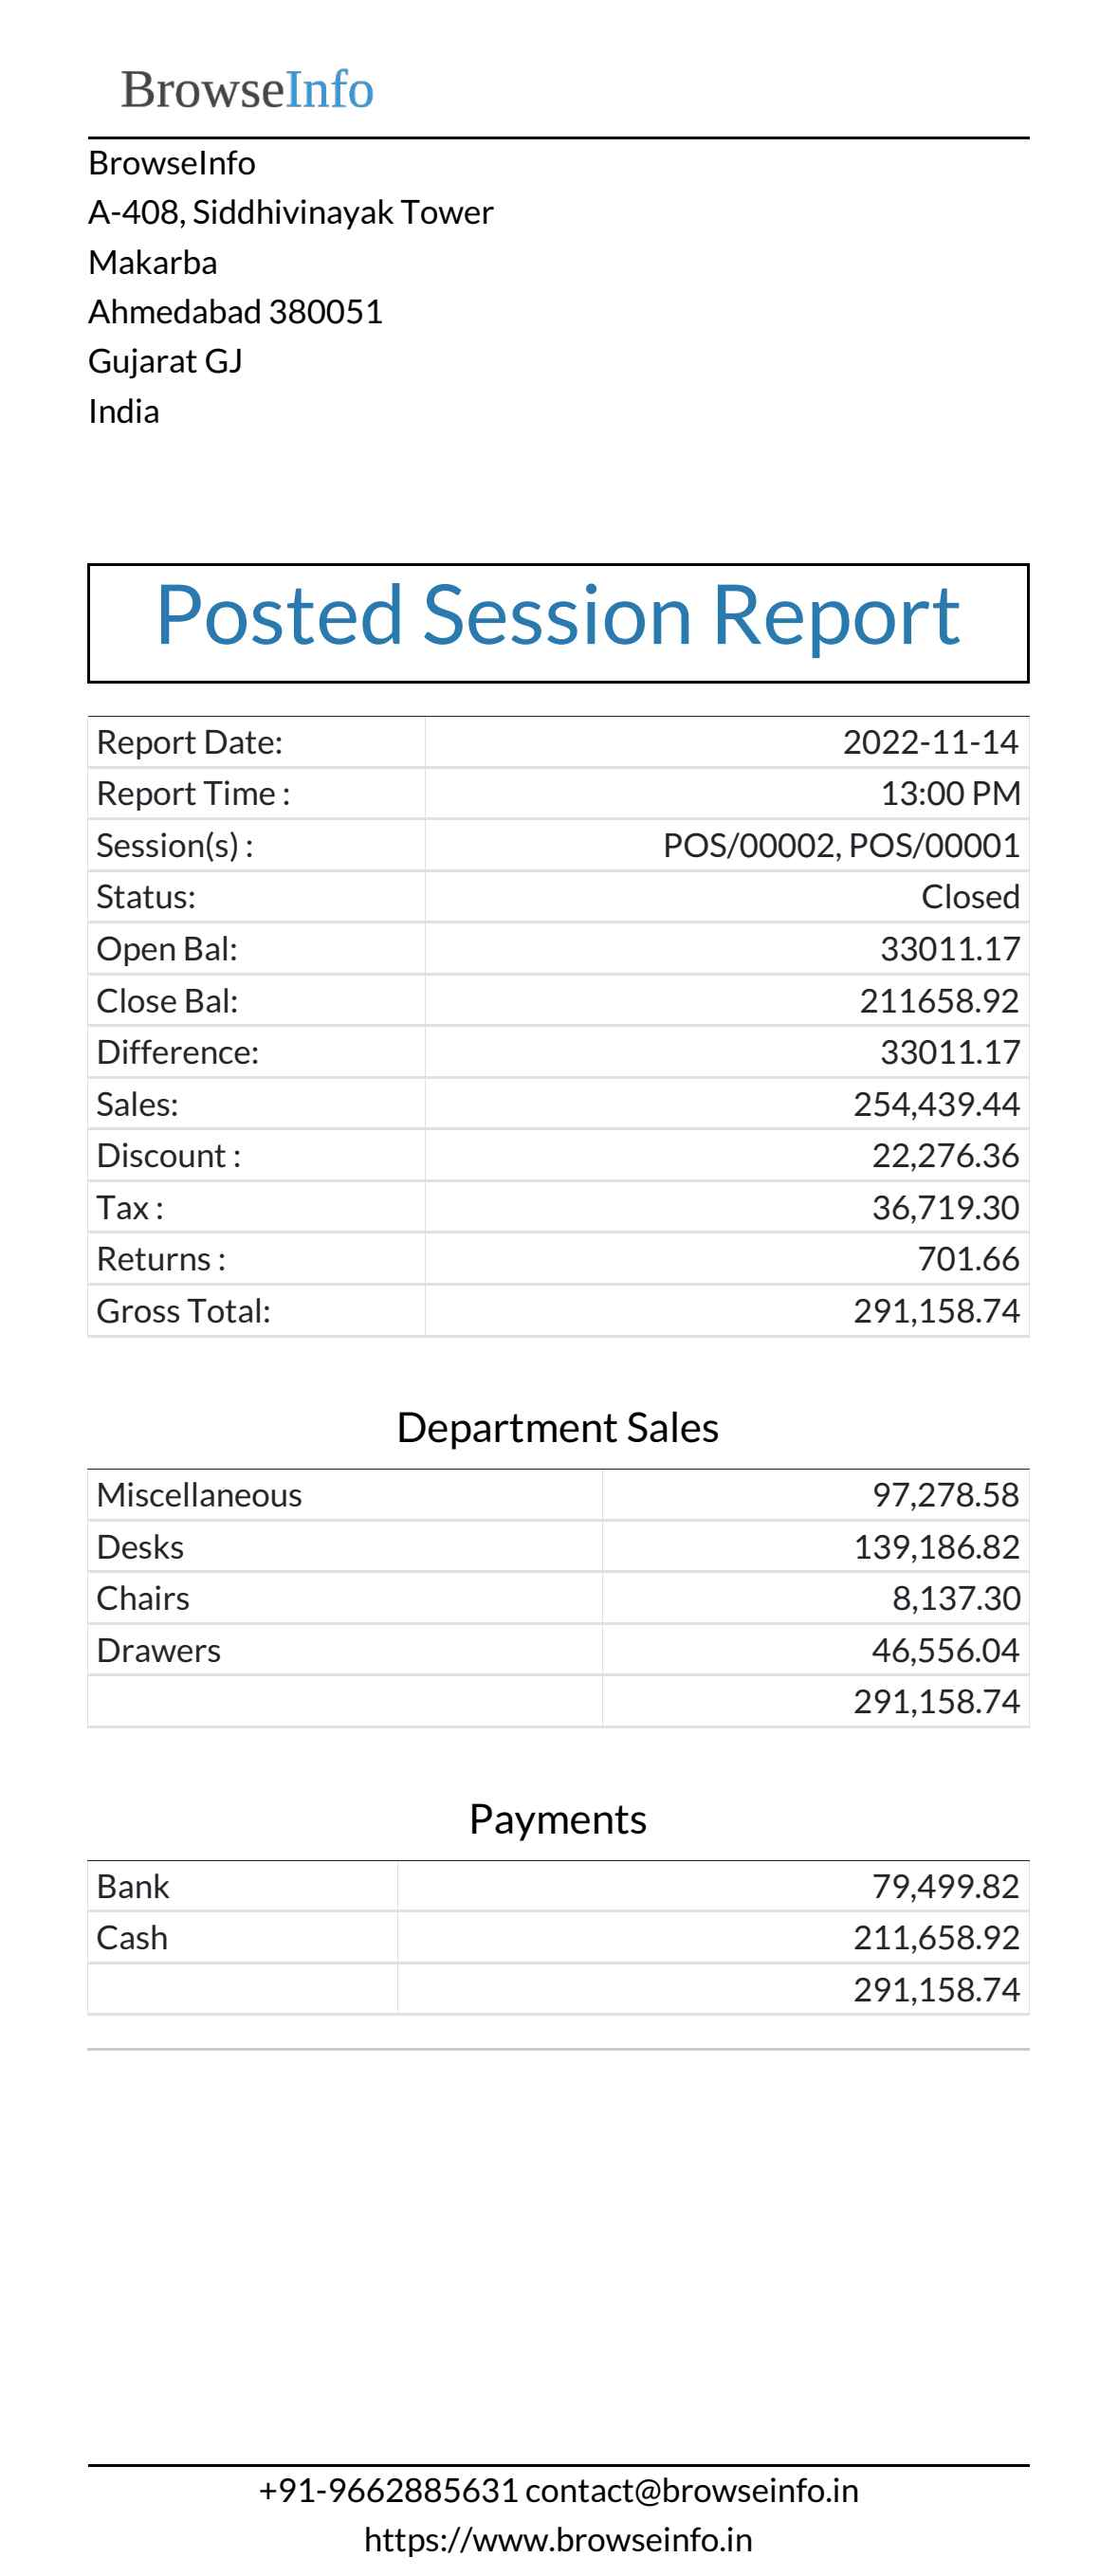 BrowseInfo
BrowseInfo
A-408, Siddhivinayak Tower
Makarba
Ahmedabad 380051
Gujarat GJ
India
Posted Session Report
Report Date: 2022-11-14
Report Time : 13:00 PM
Session(s) : POS/00002, POS/00001
Status: Closed
Open Bal: 33011.17
Close Bal: 211658.92
Difference: 33011.17
Sales: 254,439.44
Discount : 22,276.36
Tax : 36,719.30
Returns : 701.66
Gross Total: 291,158.74
Department Sales
Miscellaneous 97,278.58
Desks 139,186.82
Chairs 8,137.30
Drawers 46,556.04
291,158.74
Payments
Bank 79,499.82
Cash 211,658.92
291,158.74
+91-9662885631 contact@browseinfo.in
https://www.browseinfo.in